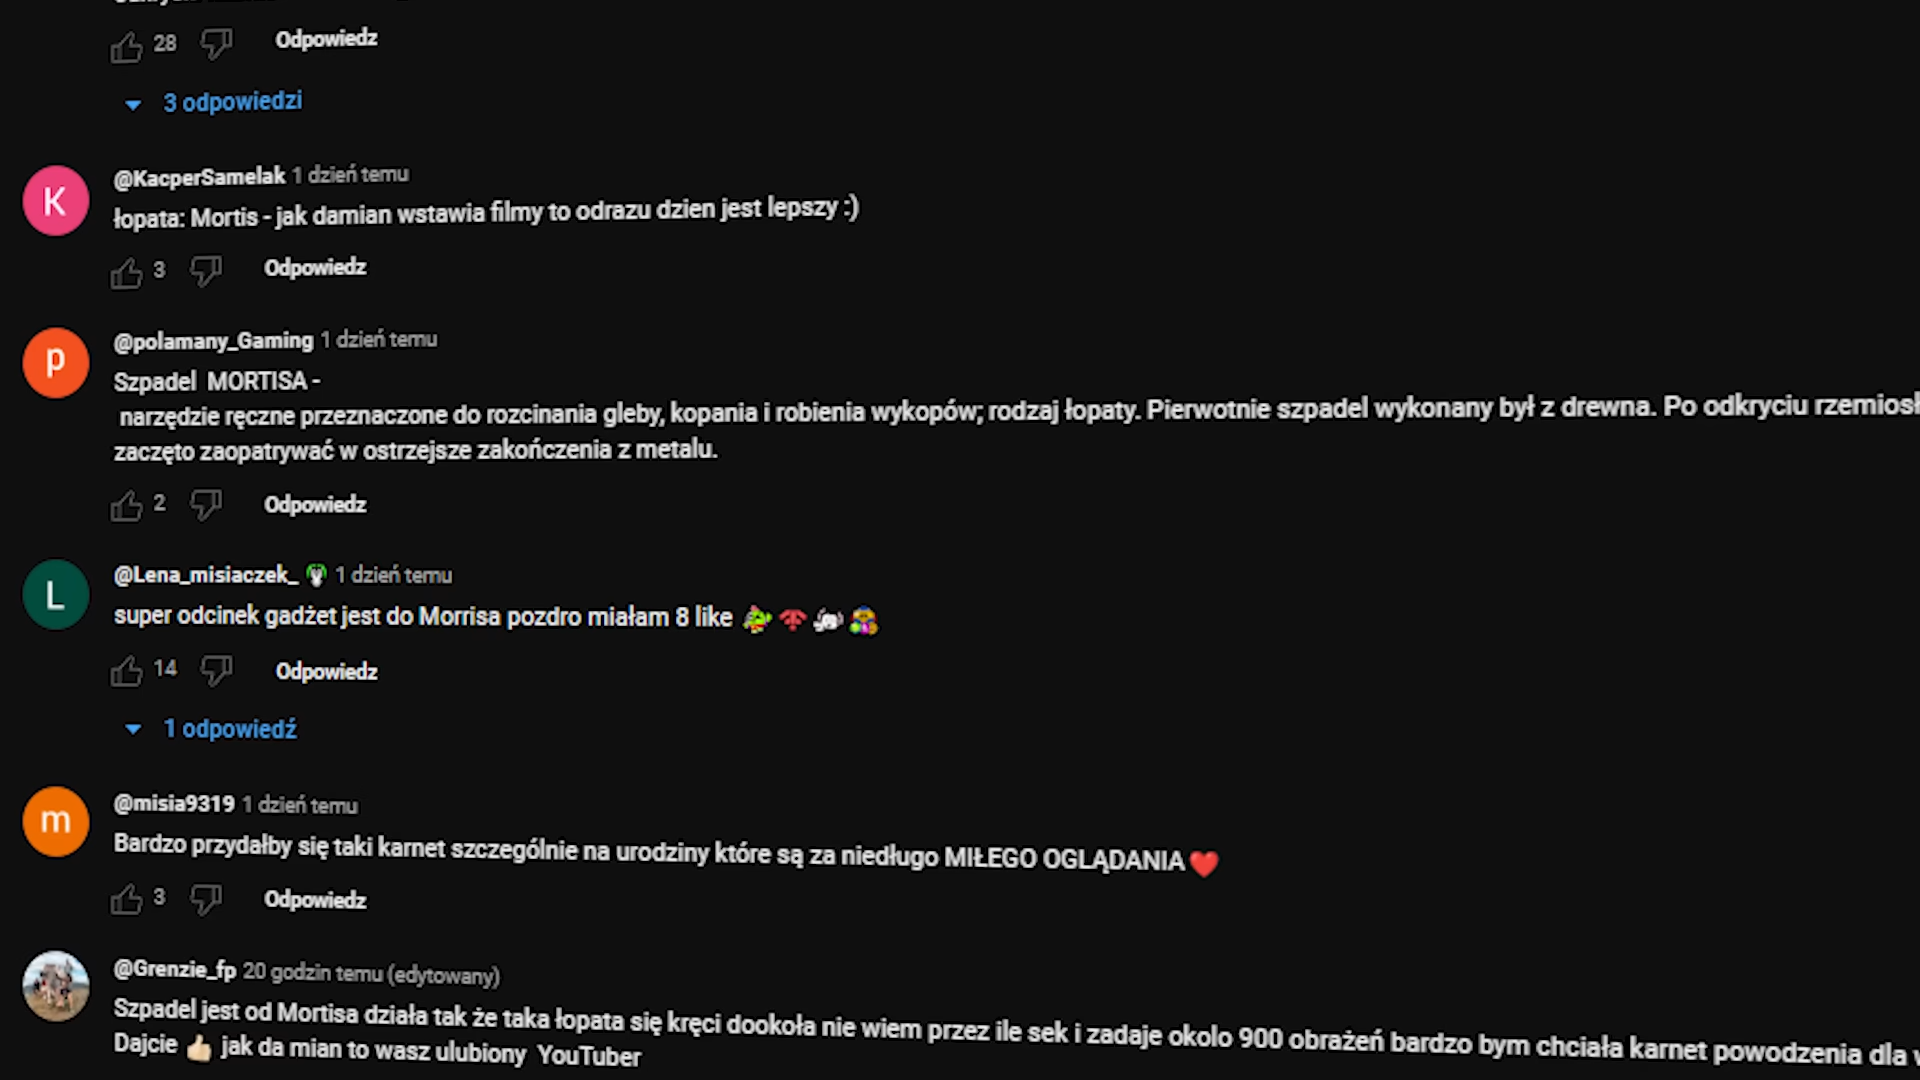 28 Odpowiedz
3 odpowiedzi
K
@KacperSamelak 1 dzień temu
łopata: Mortis - jak damian wstawia filmy to odrazu dzien jest lepszy :)
3 Odpowiedz
p
@polamany_Gaming 1 dzień temu
Szpadel MORTISA -
narzędzie ręczne przeznaczone do rozcinania gleby, kopania i robienia wykopów; rodzaj łopaty. Pierwotnie szpadel wykonany był z drewna. Po odkryciu
zaczęto zaopatrywać w ostrzejsze zakończenia z metalu.
2 Odpowiedz
L
@Lena_misiaczek_ 1 dzień temu
super odcinek gadżet jest do Morrisa pozdro miałam 8 like
14 Odpowiedz
1 odpowiedź
m
@misia9319 1 dzień temu
Bardzo przydałby się taki karnet szczególnie na urodziny które są za niedługo MIŁEGO OGLĄDANIA ❤️
3 Odpowiedz
@Grenzie_fp 20 godzin temu (edytowany)
Szpadel jest od Mortisa działa tak że taka łopata się kręci dookoła nie wiem przez ile sek i zadaje okolo 900 obrażeń bardzo bym chciała karnet powodzenia dla
Dajcie 👍🏻 jak da mian to wasz ulubiony YouTuber